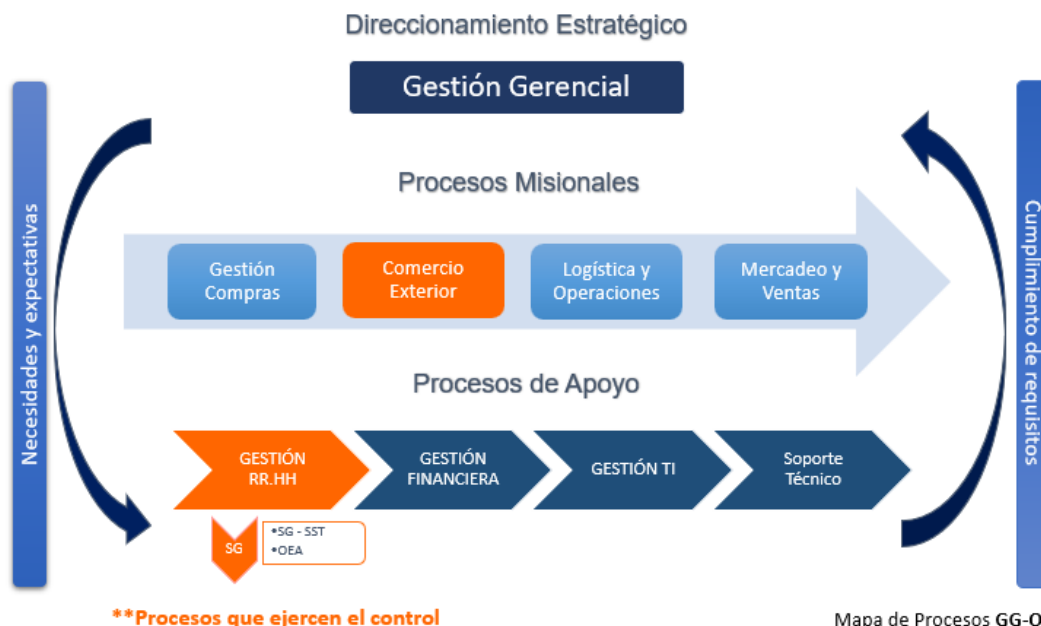 Direccionamiento Estratégico
Gestión Gerencial
Necesidades y expectativas
Procesos Misionales
Gestión
Compras
Comercio
Exterior
Logística y
Operaciones
Mercadeo y
Ventas
Procesos de Apoyo
GESTIÓN
RR.HH
GESTIÓN
FINANCIERA
GESTIÓN TI
Soporte
Técnico
SG
•SG - SST
•OEA
Cumplimiento de requisitos
**Procesos que ejercen el control
Mapa de Procesos GG-O